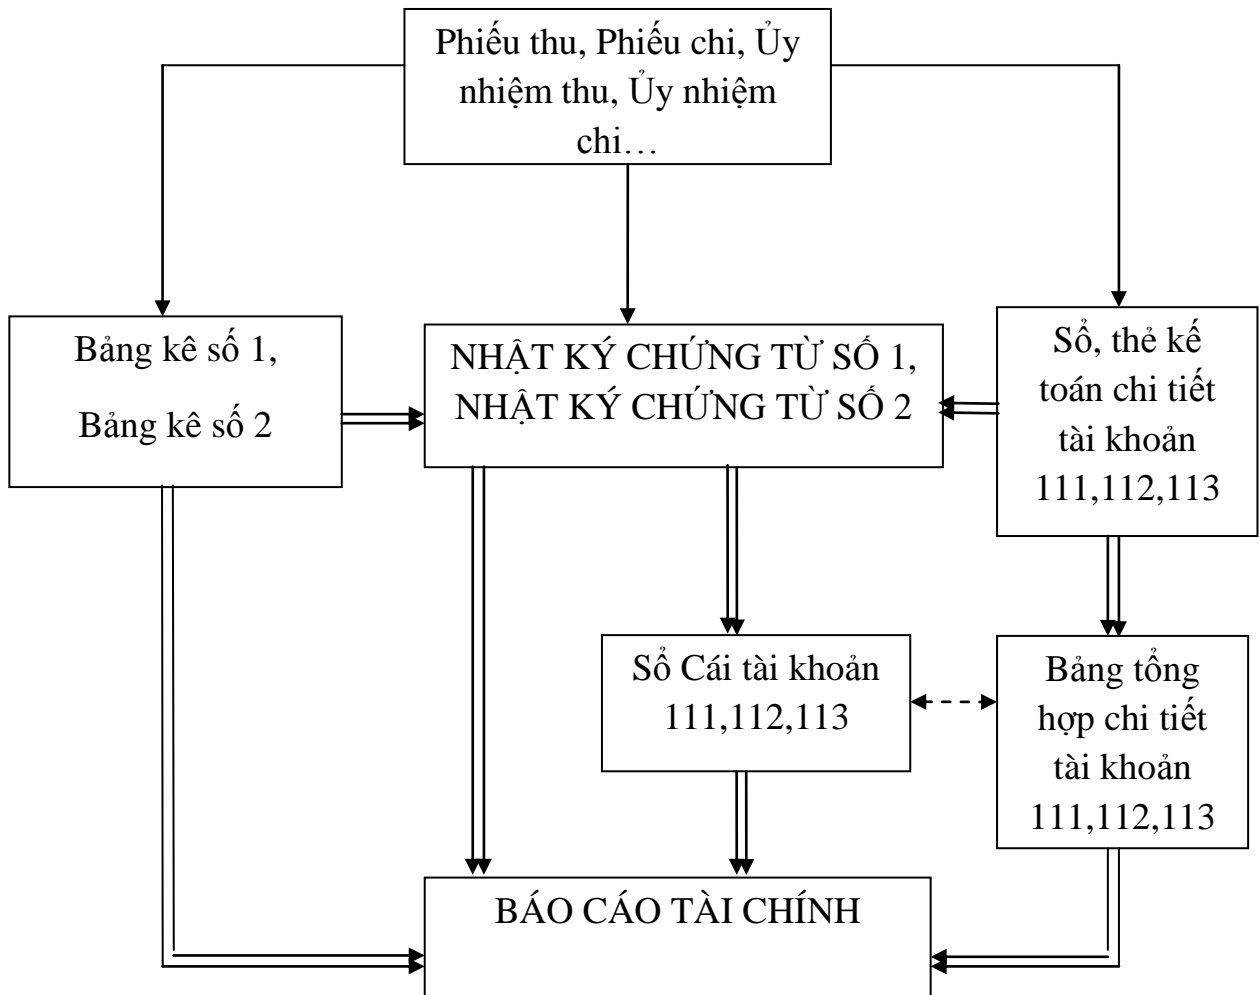 Phiếu thu, Phiếu chi, Ủy
nhiệm thu, Ủy nhiệm
chi…
Bảng kê số 1,
Bảng kê số 2
NHẬT KÝ CHỨNG TỪ SỐ 1,
NHẬT KÝ CHỨNG TỪ SỐ 2
Sổ, thẻ kế
toán chi tiết
tài khoản
111,112,113
Sổ Cái tài khoản
111,112,113
Bảng tổng
hợp chi tiết
tài khoản
111,112,113
BÁO CÁO TÀI CHÍNH